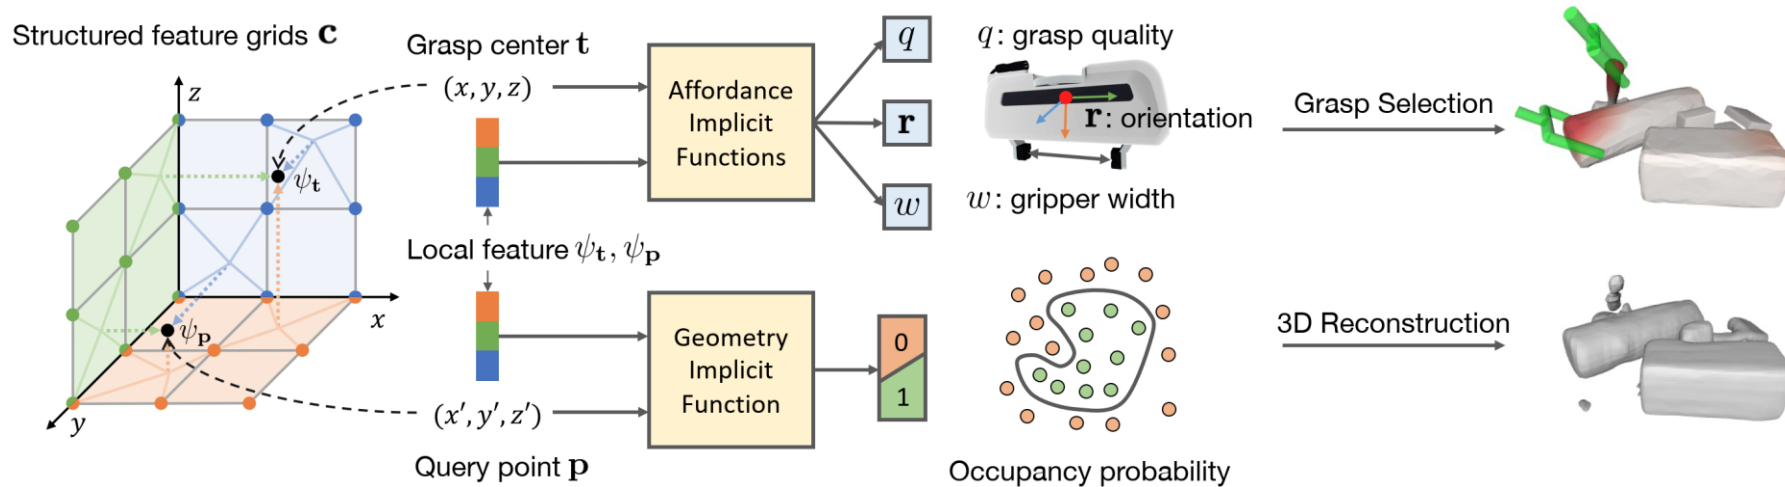 Structured feature grids c
z
x
y
ψt
ψp
Grasp center t
(x, y, z)
Local feature ψt, ψp
(x′, y′, z′)
Query point p
Affordance
Implicit
Functions
Geometry
Implicit
Function
q
r
w
0
1
q: grasp quality
r: orientation
w: gripper width
Occupancy probability
Grasp Selection
3D Reconstruction